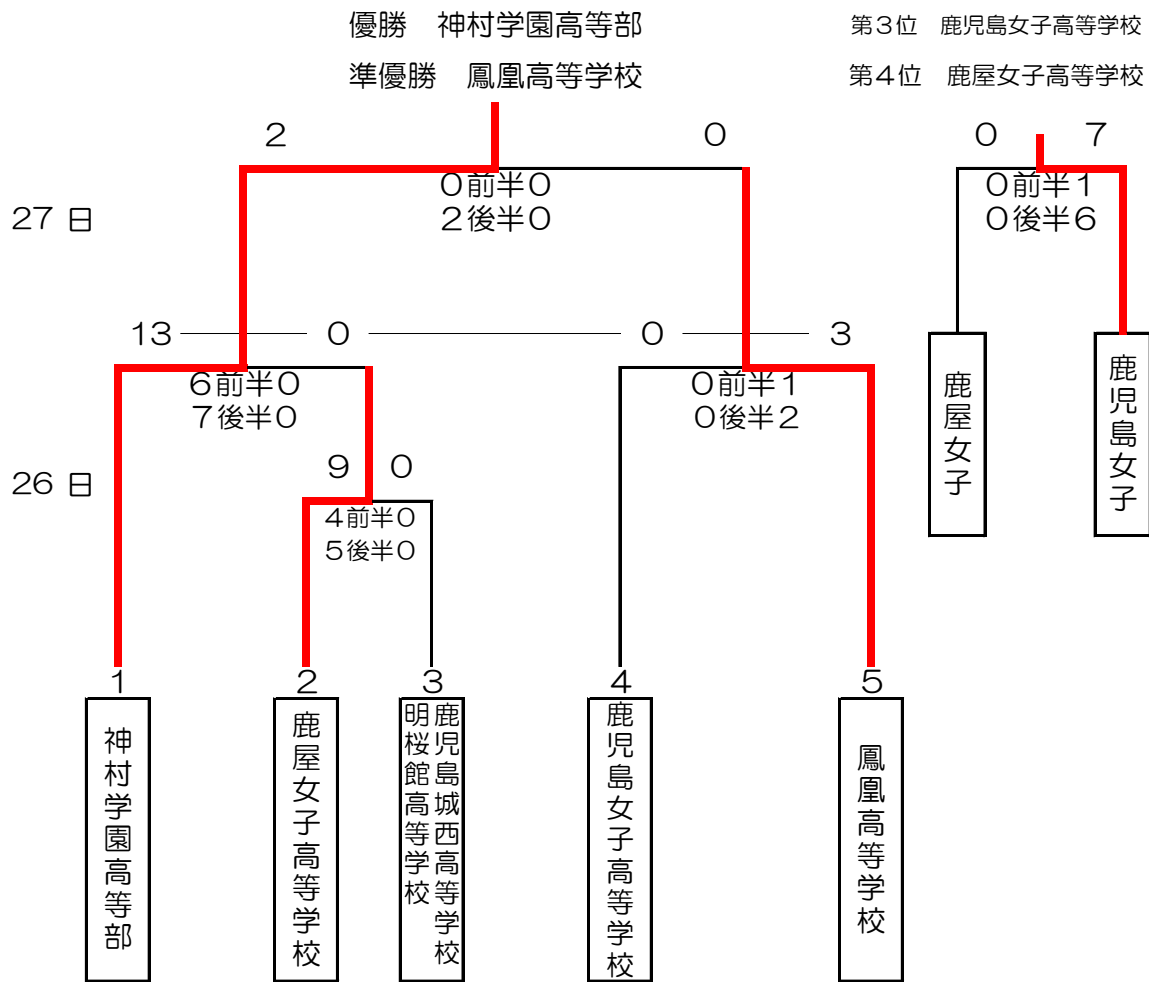 優勝　神村学園高等部
準優勝　鳳凰高等学校
第３位　鹿児島女子高等学校
第４位　鹿屋女子高等学校
２
０
０前半０
２後半０
０
７
０前半１
０後半６
27 日
13
０
０
３
６前半０
７後半０
０前半１
０後半２
鹿屋女子
鹿児島女子
26 日
９
０
４前半０
５後半０
１
２
３
４
５
神村学園高等部
鹿屋女子高等学校
鹿児島城西高等学校
明桜館高等学校
鹿児島女子高等学校
鳳凰高等学校